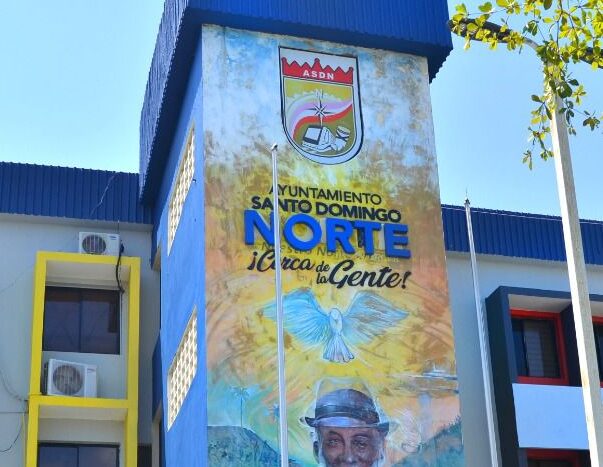 ASDN
N
AYUNTAMIENTO
SANTO DOMINGO
NORTE
¡Cerca de la Gente!